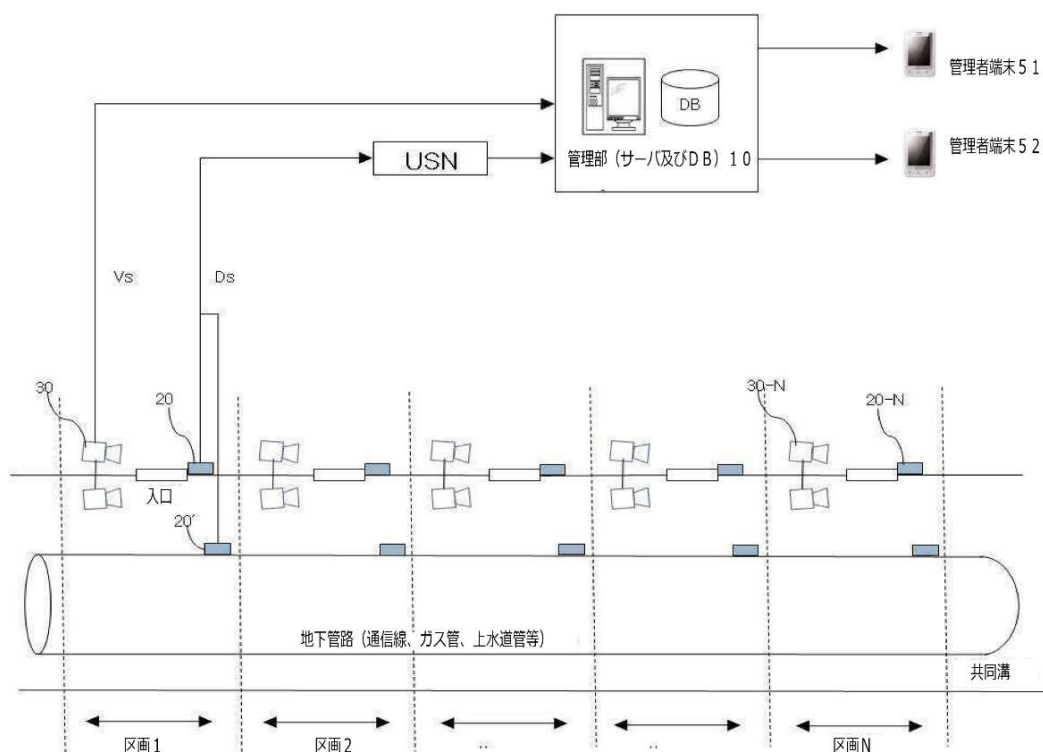 管理者端末51
DB
管理者端末52
USN
管理部(サーバ及びDB)10
Vs
Ds
30
20
30-N
20-N
入口
20'
地下管路(通信線、ガス管、上水道管等)
共同溝
区画1
区画2
..
..
区画N